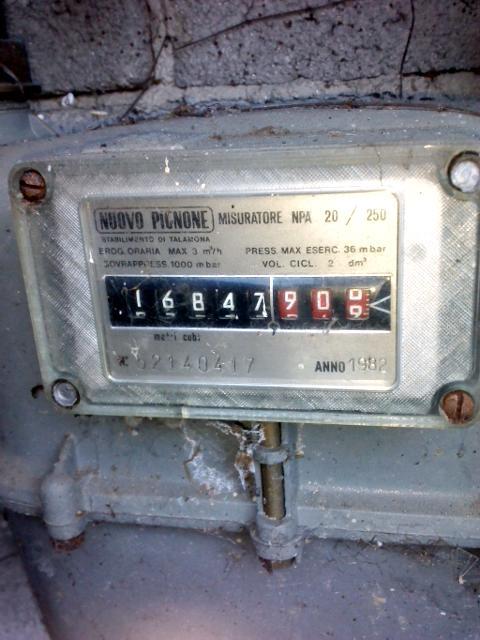 NUOVO PIGNONE MISURATORE NPA 20 / 250
STABILIMENTO DI TALAMONA
EROG. ORARIA MAX 3 m³/h PRESS. MAX ESERC. 36 mbar
SOVRAPPRESS. 1000 mbar VOL. CICL. 2 dm³
16847,90
metri cubi
N. 52140417 ANNO 1982